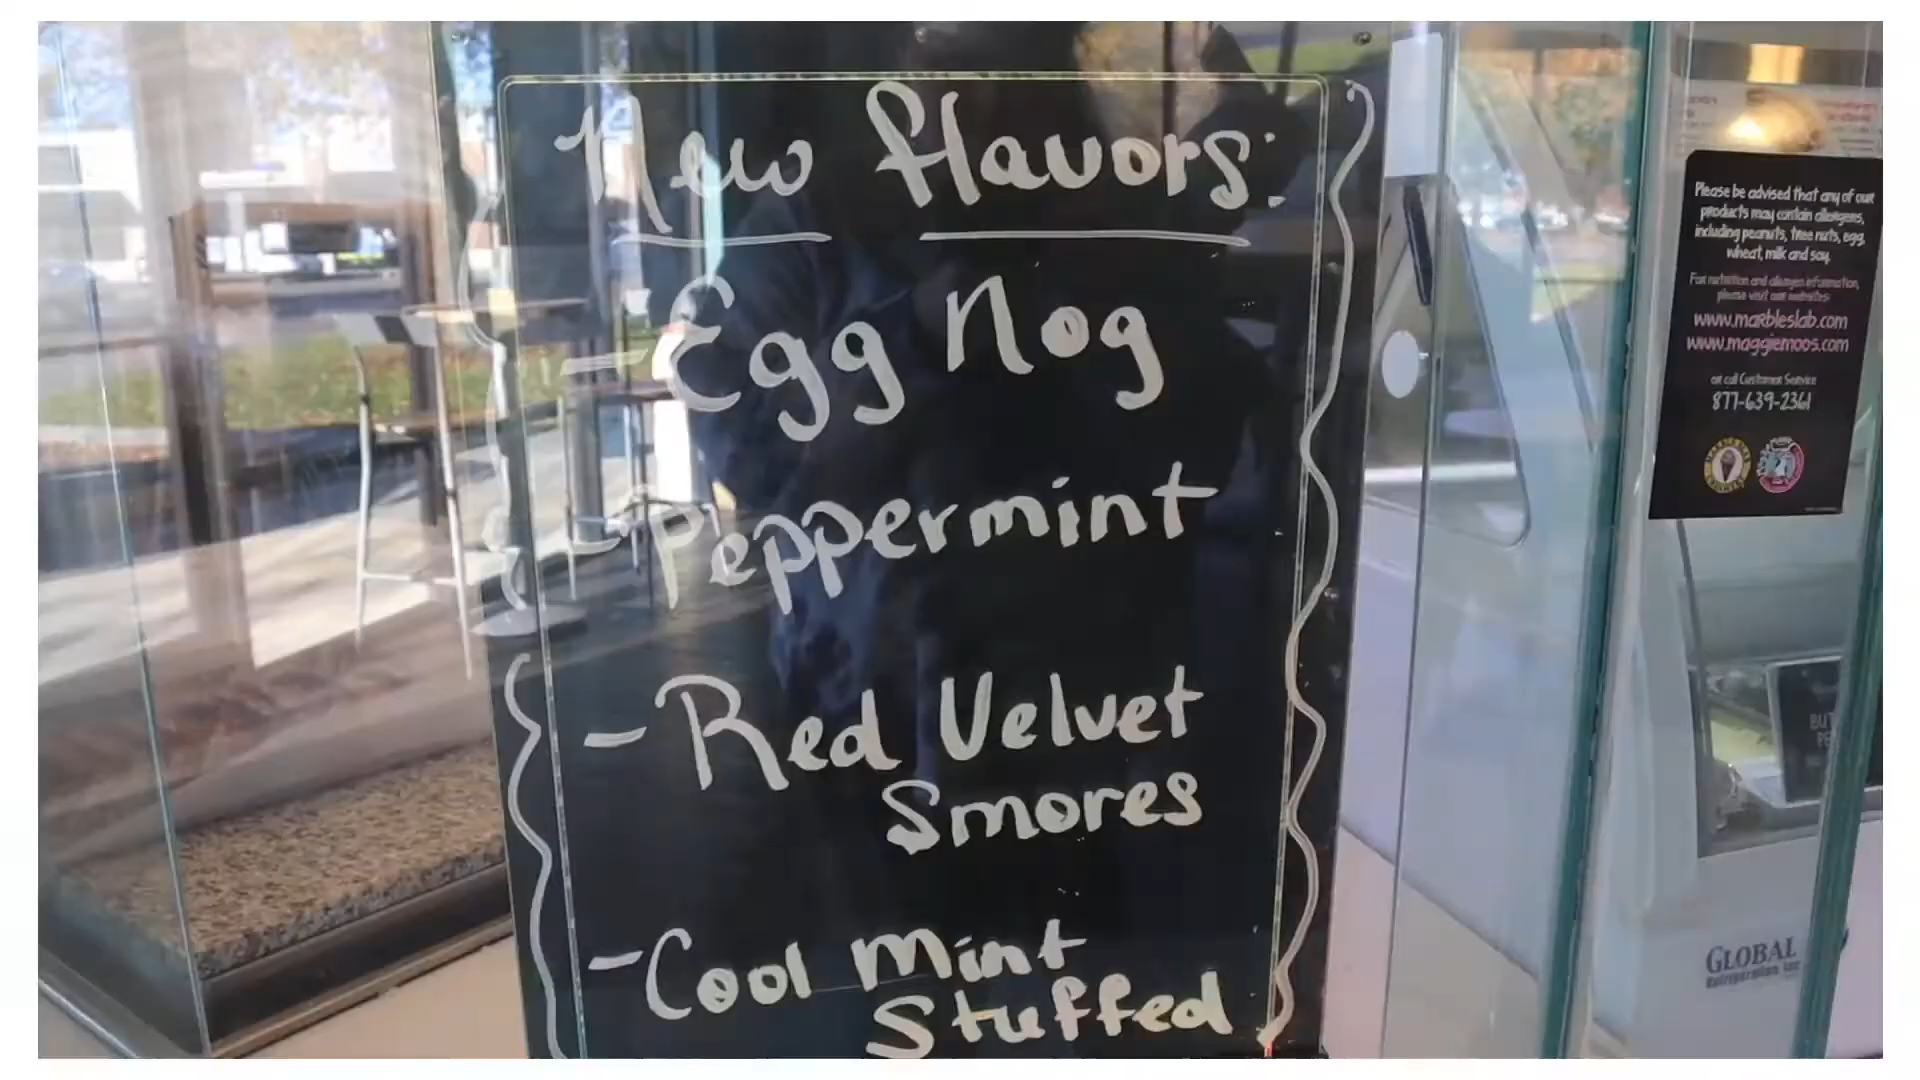 New flavors:
- Egg Nog
- Peppermint
- Red Velvet
Smores
- Cool Mint
Stuffed
Please be advised that any of our
products may contain allergens,
including peanuts, tree nuts, egg,
wheat, milk and soy.
For nutrition and allergen information,
please visit our websites:
www.marbleslab.com
www.maggiemoos.com
or call Customer Service
877-639-2361
GLOBAL
Refrigeration Inc